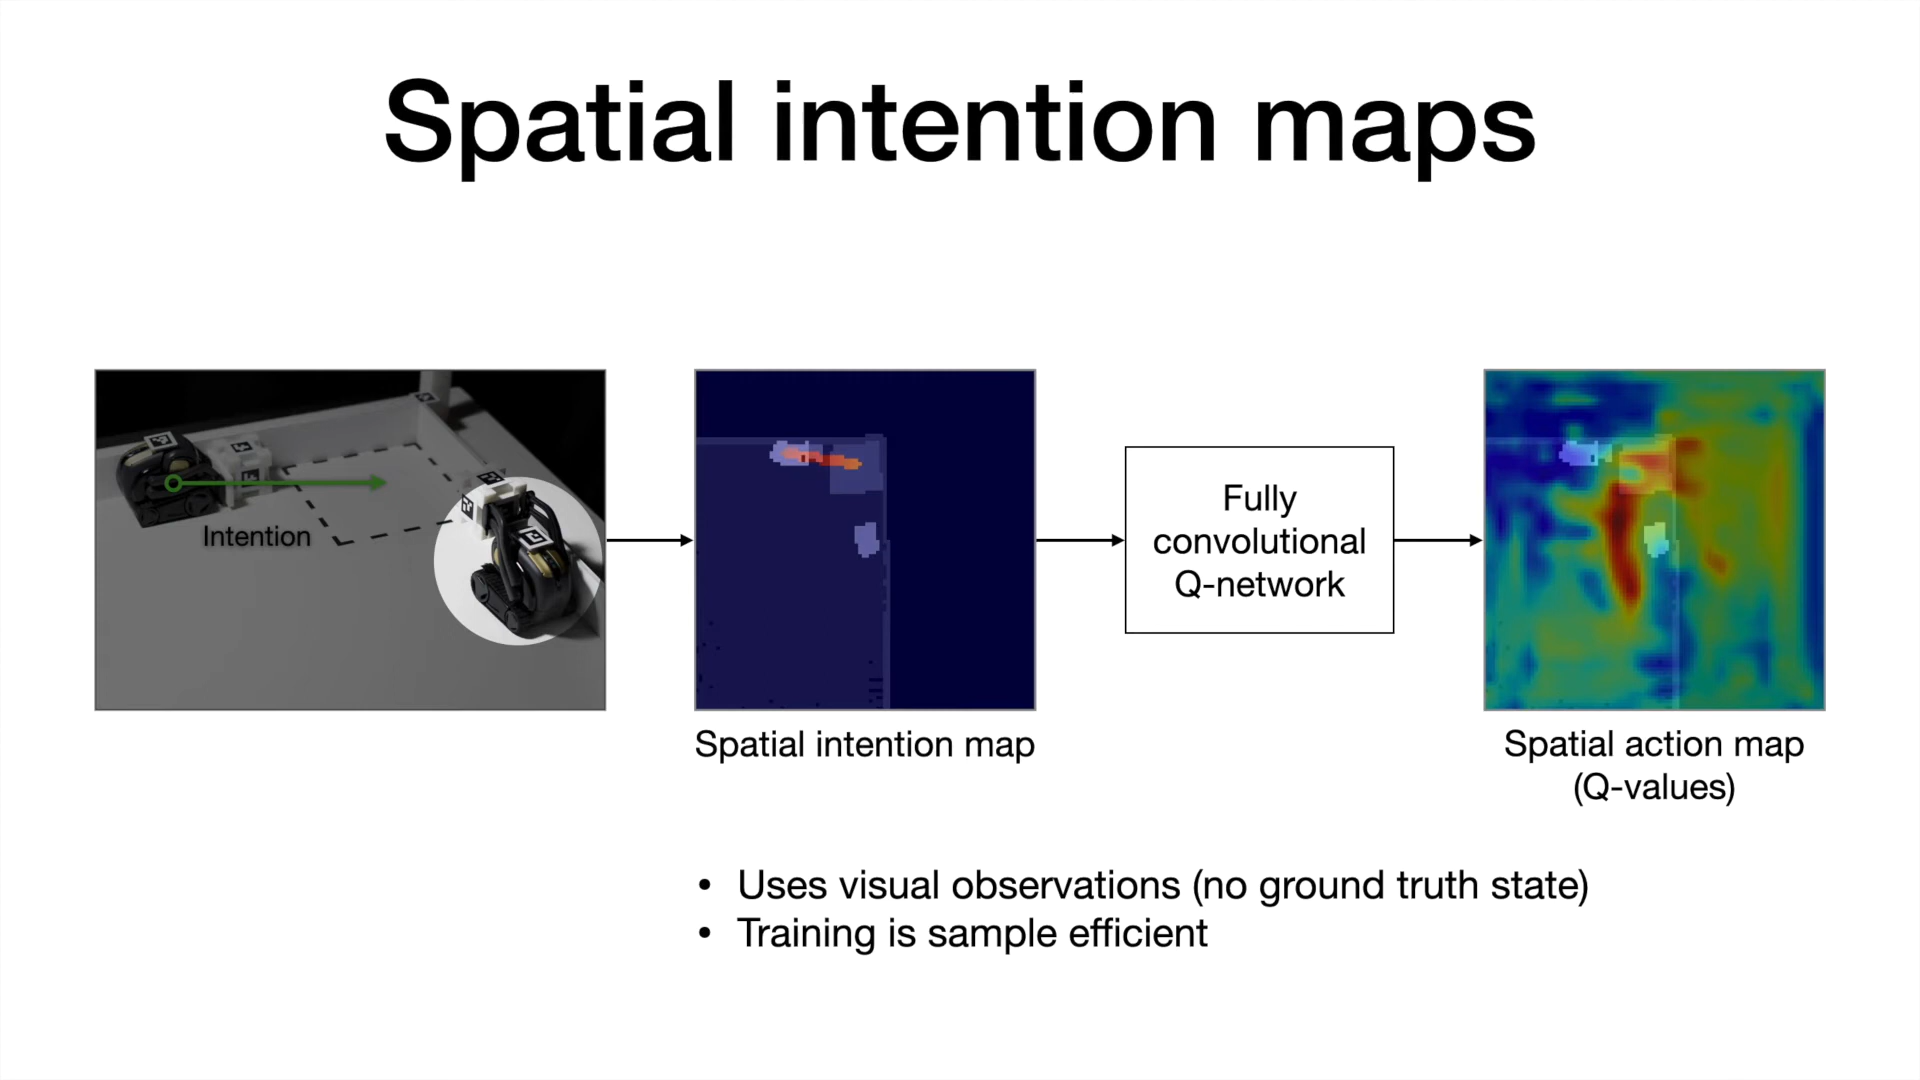 Spatial intention maps
Intention
Fully
convolutional
Q-network
Spatial intention map
Spatial action map
(Q-values)
• Uses visual observations (no ground truth state)
• Training is sample efficient